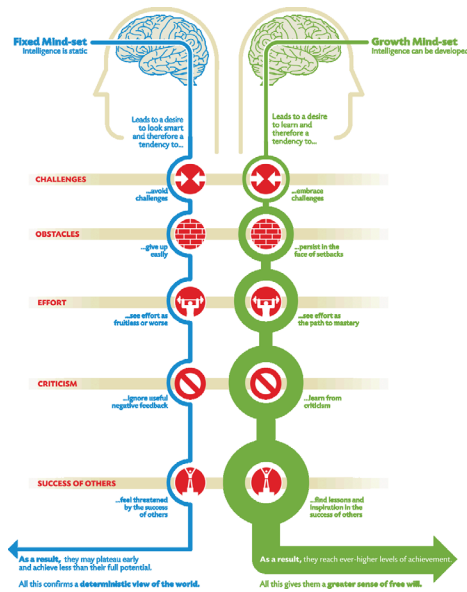 Fixed Mind-set
Intelligence is static
Growth Mind-set
Intelligence can be developed
Leads to a desire
to look smart
and therefore a
tendency to...
Leads to a desire
to learn and
therefore a
tendency to...
CHALLENGES
...avoid
challenges
...embrace
challenges
OBSTACLES
...give up
easily
...persist in the
face of setbacks
EFFORT
...see effort as
fruitless or worse
...see effort as
the path to mastery
CRITICISM
...ignore useful
negative feedback
...learn from
criticism
SUCCESS OF OTHERS
...feel threatened
by the success
of others
...find lessons and
inspiration in the
success of others
As a result, they may plateau early
and achieve less than their full potential.
All this confirms a deterministic view of the world.
As a result, they reach ever-higher levels of achievement.
All this gives them a greater sense of free will.